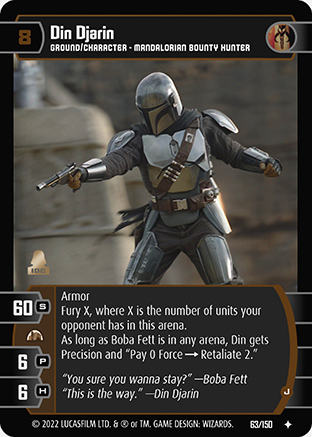 8
Din Djarin
GROUND/CHARACTER - MANDALORIAN BOUNTY HUNTER
60 S
Armor
Fury X, where X is the number of units your
opponent has in this arena.
As long as Boba Fett is in any arena, Din gets
Precision and “Pay 0 Force → Retaliate 2.”
6 P
6 H
“You sure you wanna stay?” —Boba Fett
“This is the way.” —Din Djarin
J
© 2022 LUCASFILM LTD. & ® or TM. GAME DESIGN: WIZARDS. 63/150